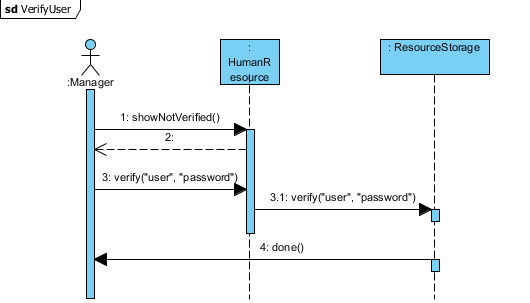 sd VerifyUser
:
HumanR
esource
: ResourceStorage
:Manager
1: showNotVerified()
2:
3: verify("user", "password")
3.1: verify("user", "password")
4: done()